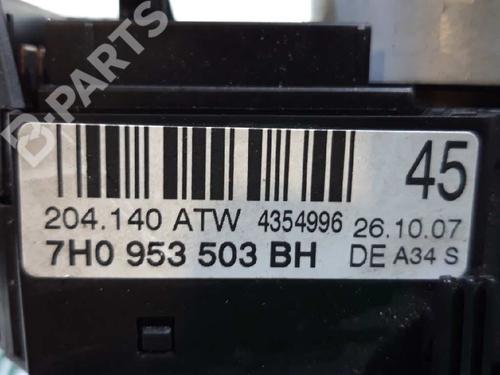 B-PARTS
45
204.140 ATW 4354996 26.10.07
7H0 953 503 BH DE A34 S